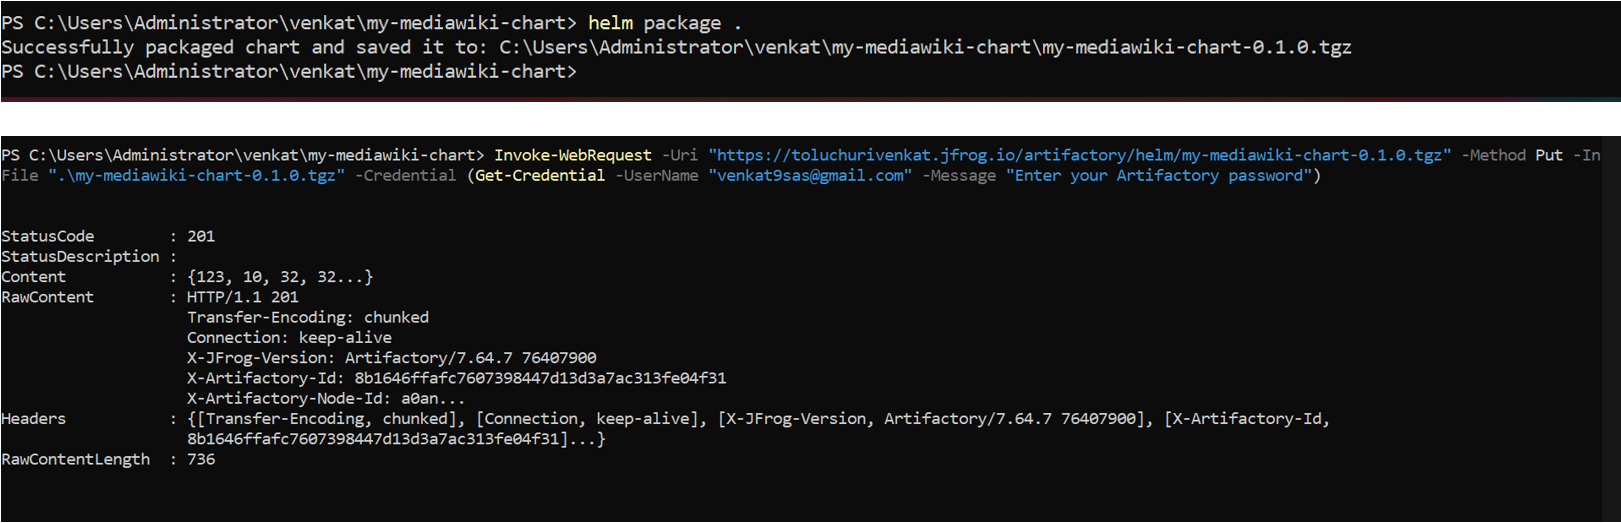 PS C:\Users\Administrator\venkat\my-mediawiki-chart> helm package .
Successfully packaged chart and saved it to: C:\Users\Administrator\venkat\my-mediawiki-chart\my-mediawiki-chart-0.1.0.tgz
PS C:\Users\Administrator\venkat\my-mediawiki-chart>
PS C:\Users\Administrator\venkat\my-mediawiki-chart> Invoke-WebRequest -Uri "https://toluchurivenkat.jfrog.io/artifactory/helm/my-mediawiki-chart-0.1.0.tgz" -Method Put -In
File ".\my-mediawiki-chart-0.1.0.tgz" -Credential (Get-Credential -UserName "venkat9sas@gmail.com" -Message "Enter your Artifactory password")
StatusCode        : 201
StatusDescription :
Content           : {123, 10, 32, 32...}
RawContent        : HTTP/1.1 201
Transfer-Encoding: chunked
Connection: keep-alive
X-JFrog-Version: Artifactory/7.64.7 76407900
X-Artifactory-Id: 8b1646ffafc7607398447d13d3a7ac313fe04f31
X-Artifactory-Node-Id: a0an...
Headers           : {[Transfer-Encoding, chunked], [Connection, keep-alive], [X-JFrog-Version, Artifactory/7.64.7 76407900], [X-Artifactory-Id,
8b1646ffafc7607398447d13d3a7ac313fe04f31]...}
RawContentLength  : 736